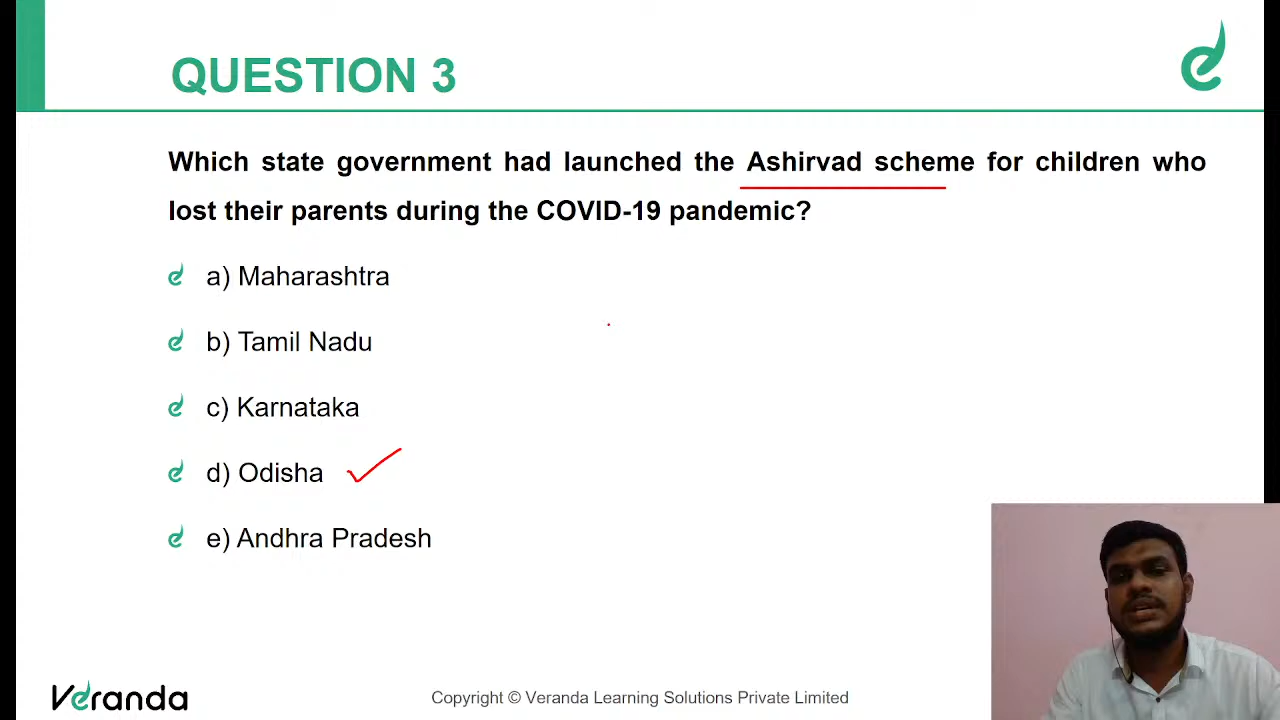 QUESTION 3
Which state government had launched the Ashirvad scheme for children who
lost their parents during the COVID-19 pandemic?
a) Maharashtra
b) Tamil Nadu
c) Karnataka
d) Odisha
e) Andhra Pradesh
Veranda
Copyright © Veranda Learning Solutions Private Limited